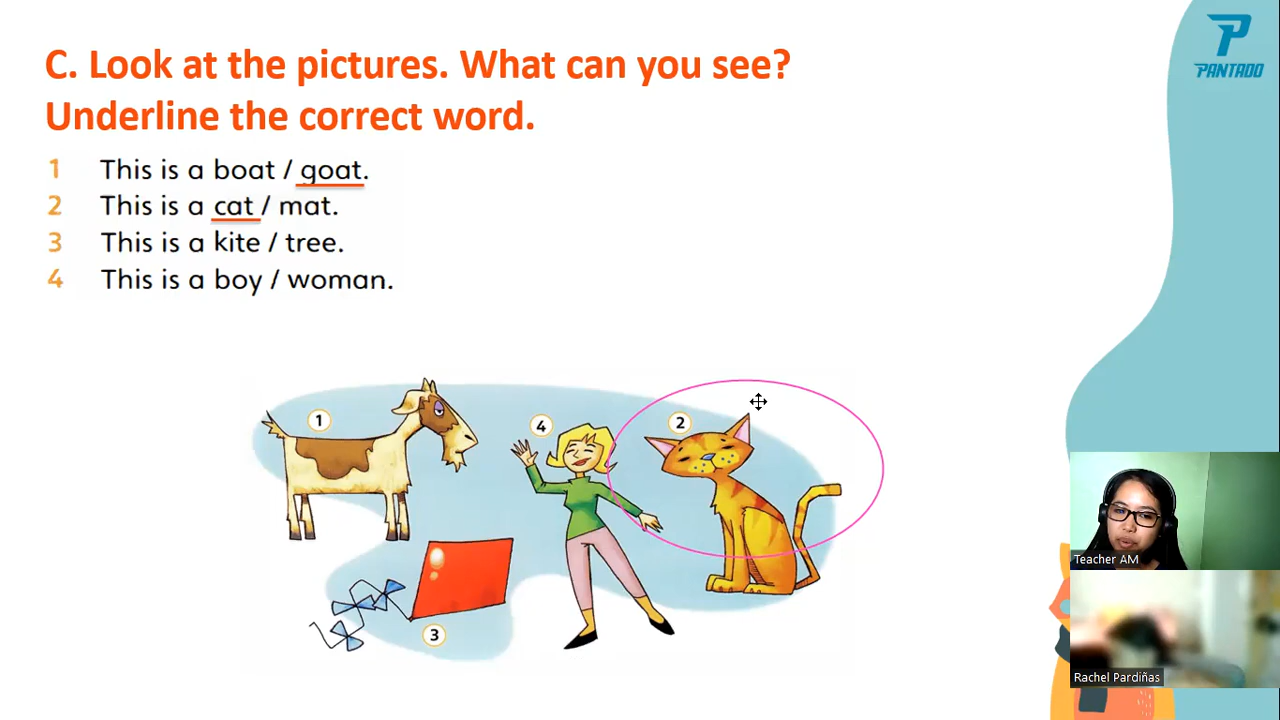 C. Look at the pictures. What can you see?
Underline the correct word.
PANTADO
1 This is a boat / goat.
2 This is a cat / mat.
3 This is a kite / tree.
4 This is a boy / woman.
1
4
2
3
Teacher AM
Rachel Pardiñas